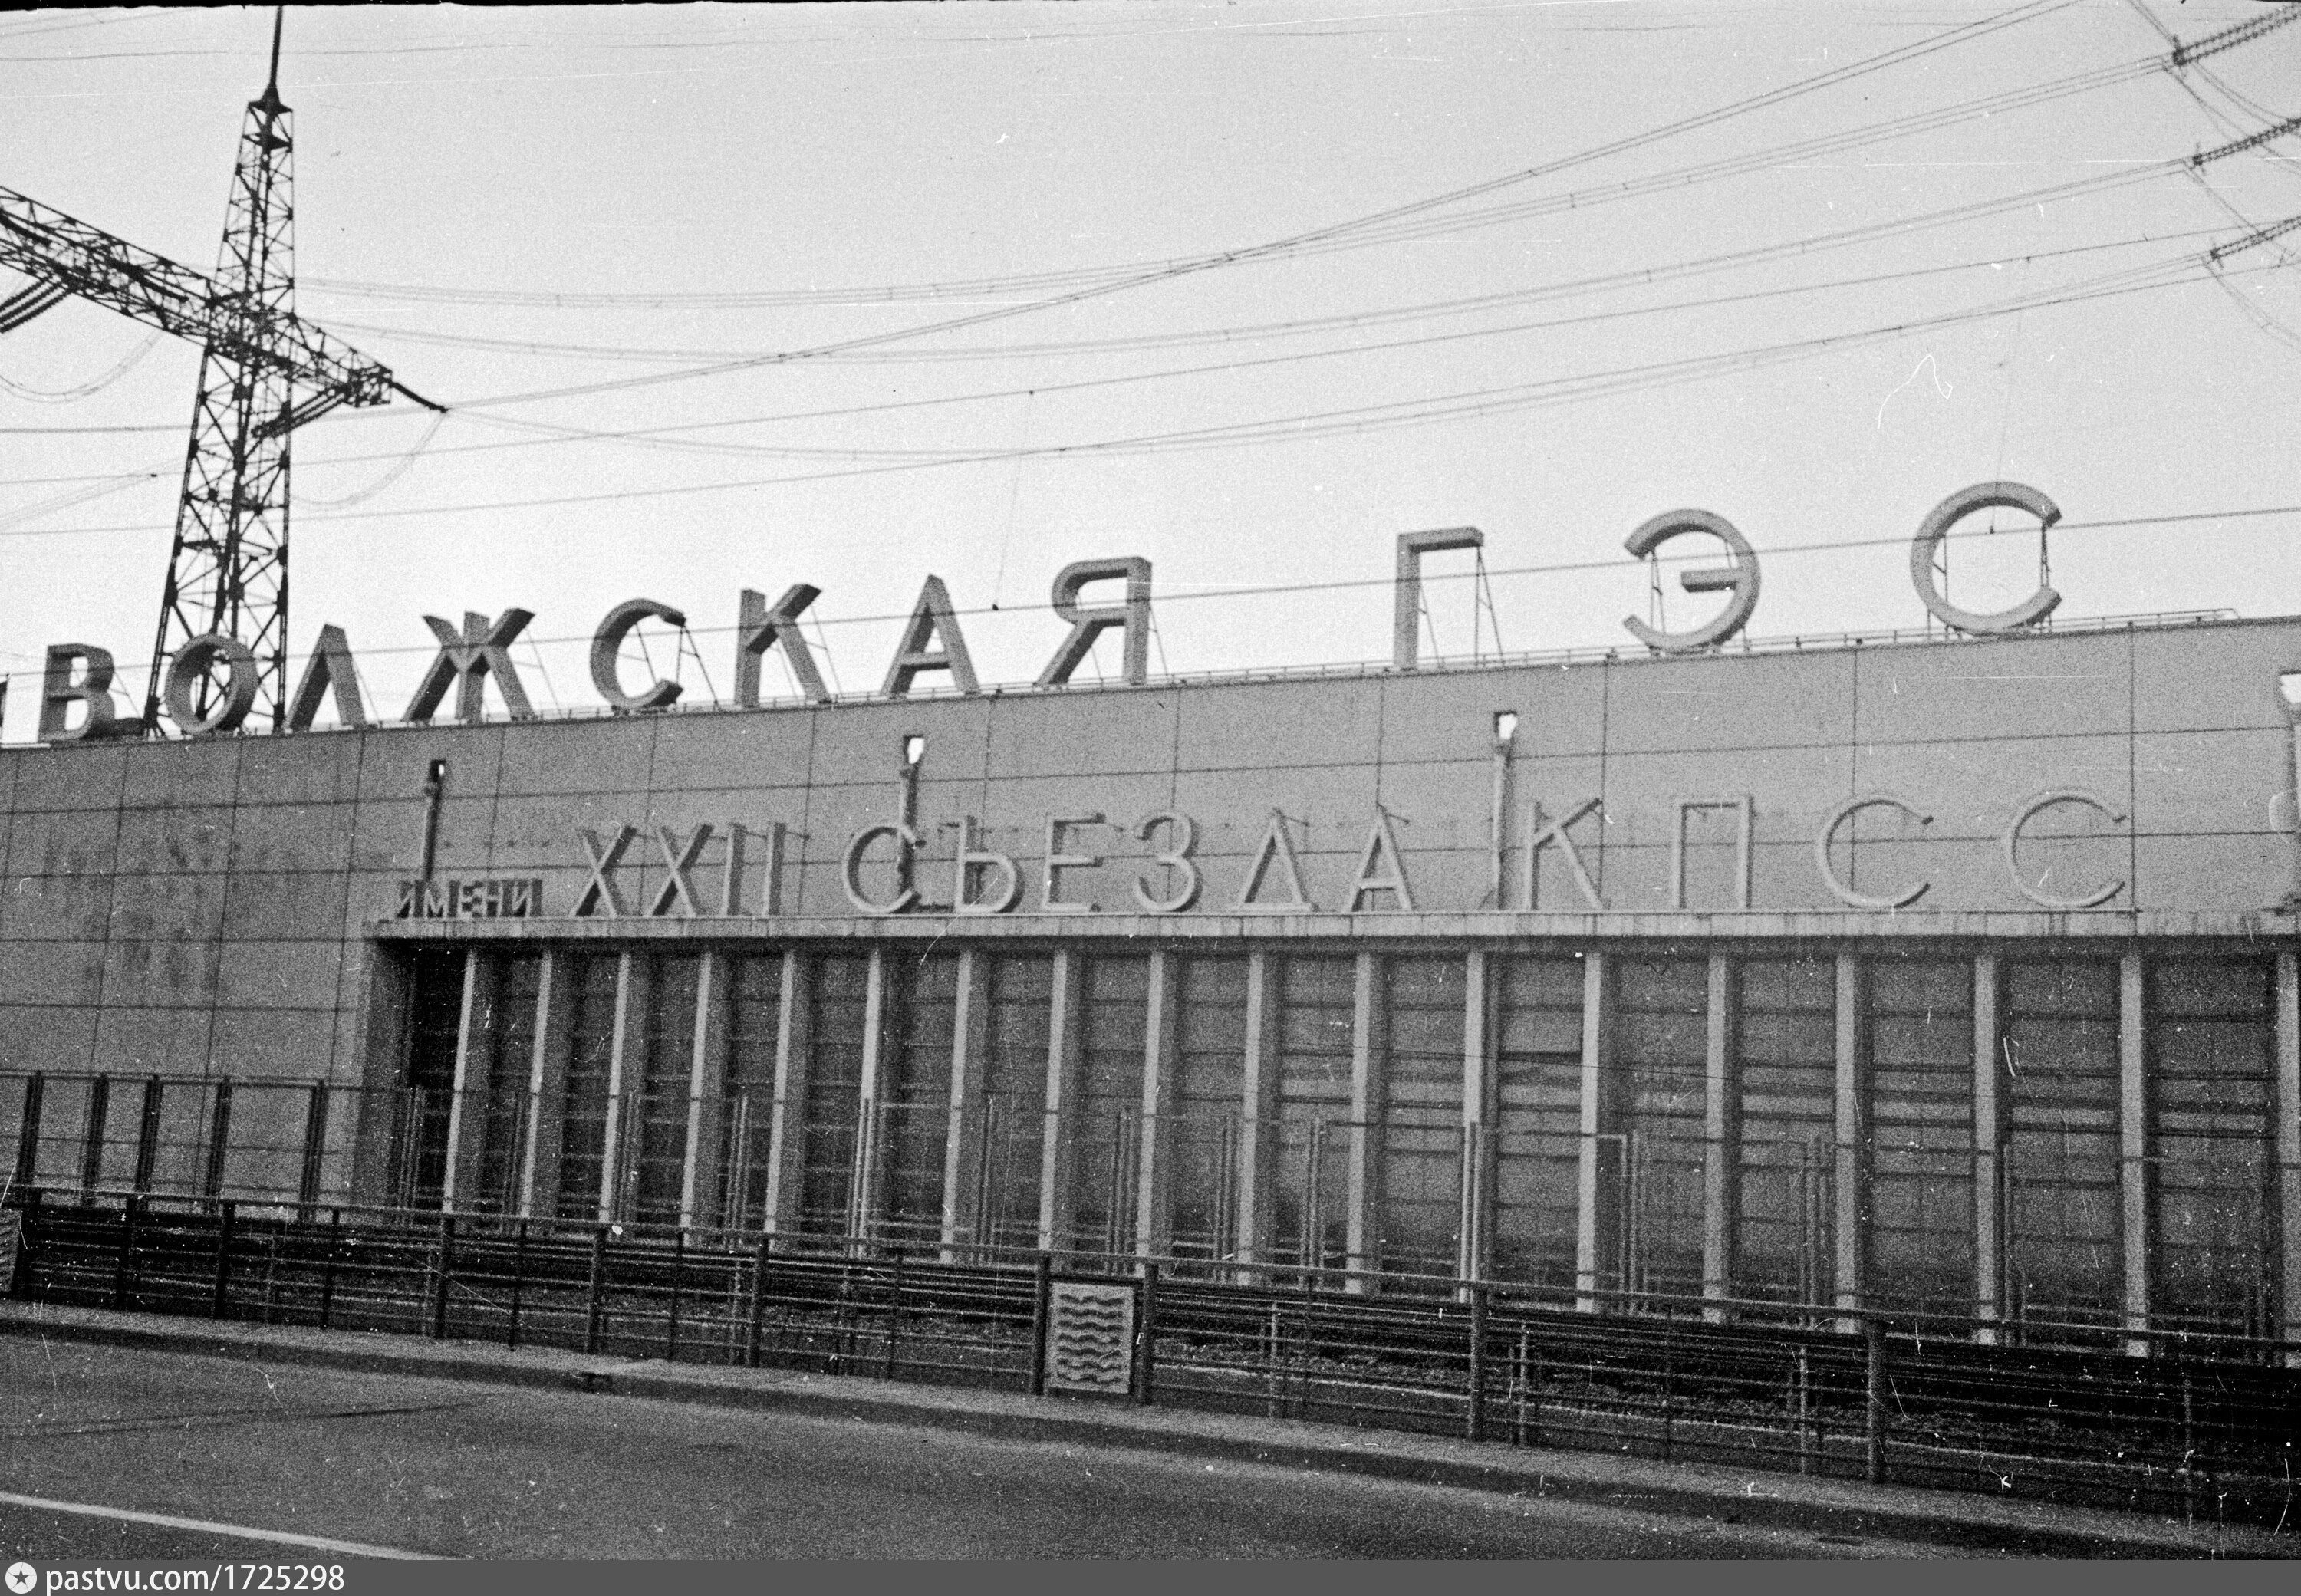 ВОЛЖСКАЯ ГЭС
ИМЕНИ XXII СЪЕЗДА КПСС
pastvu.com/1725298